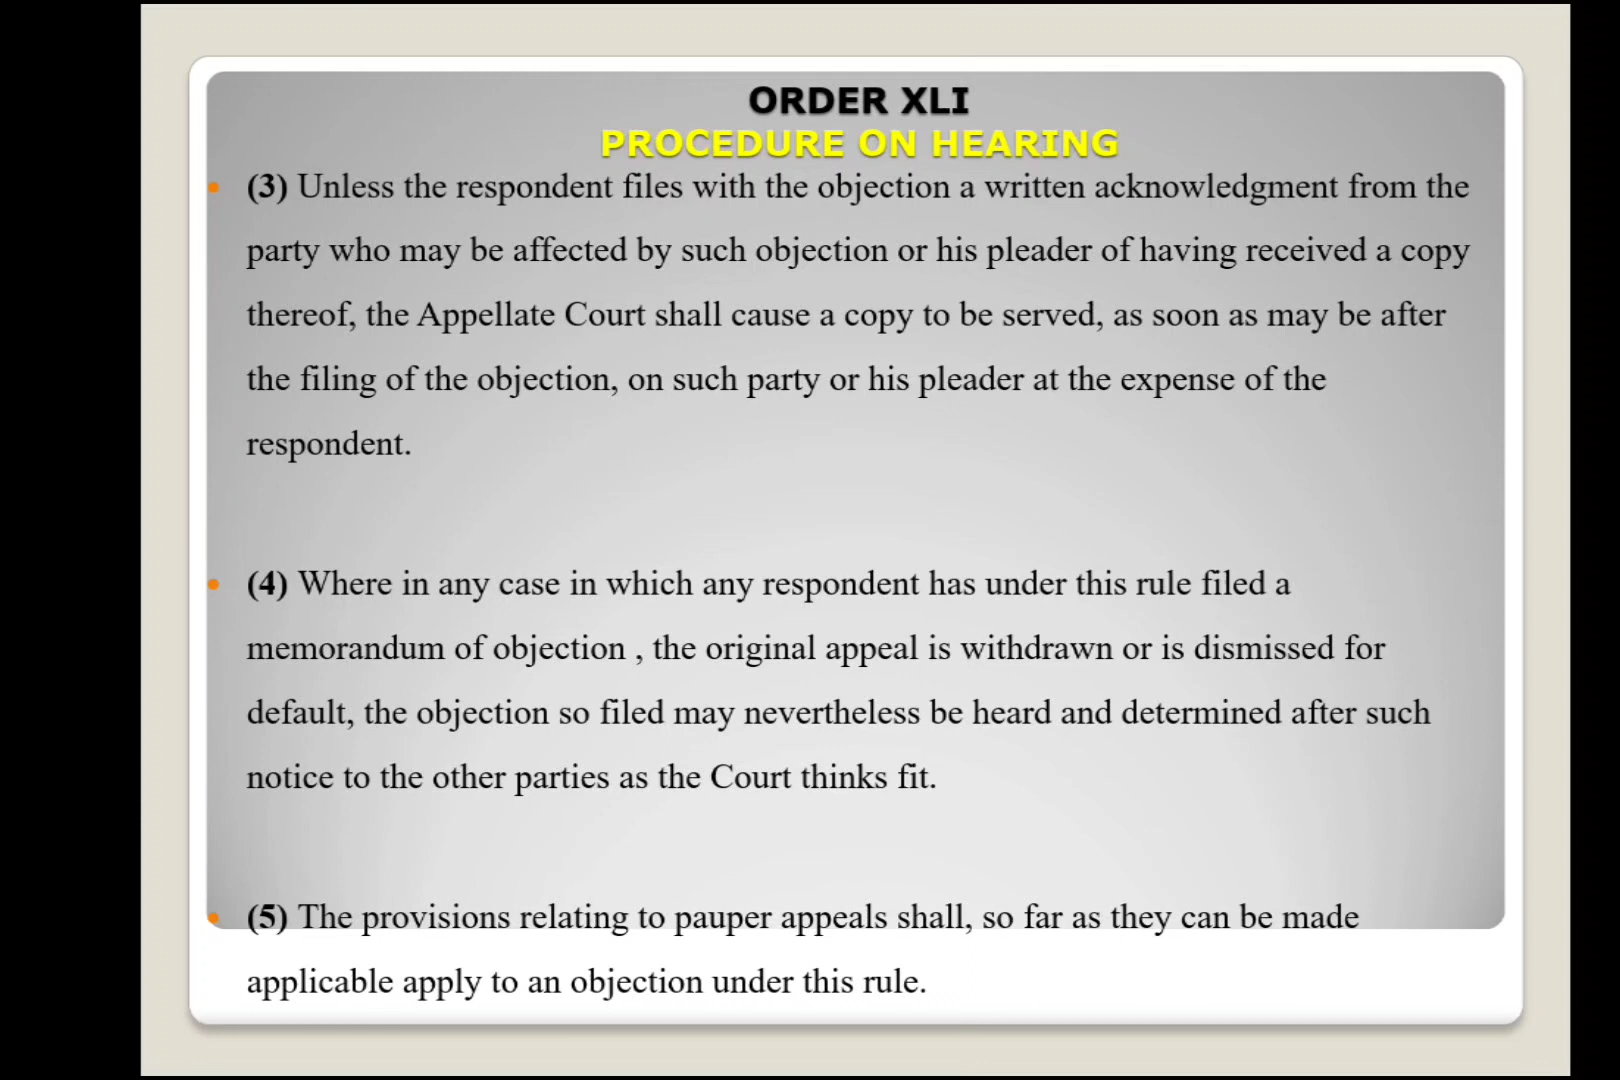 ORDER XLI
PROCEDURE ON HEARING
• (3) Unless the respondent files with the objection a written acknowledgment from the
party who may be affected by such objection or his pleader of having received a copy
thereof, the Appellate Court shall cause a copy to be served, as soon as may be after
the filing of the objection, on such party or his pleader at the expense of the
respondent.
• (4) Where in any case in which any respondent has under this rule filed a
memorandum of objection , the original appeal is withdrawn or is dismissed for
default, the objection so filed may nevertheless be heard and determined after such
notice to the other parties as the Court thinks fit.
• (5) The provisions relating to pauper appeals shall, so far as they can be made
applicable apply to an objection under this rule.